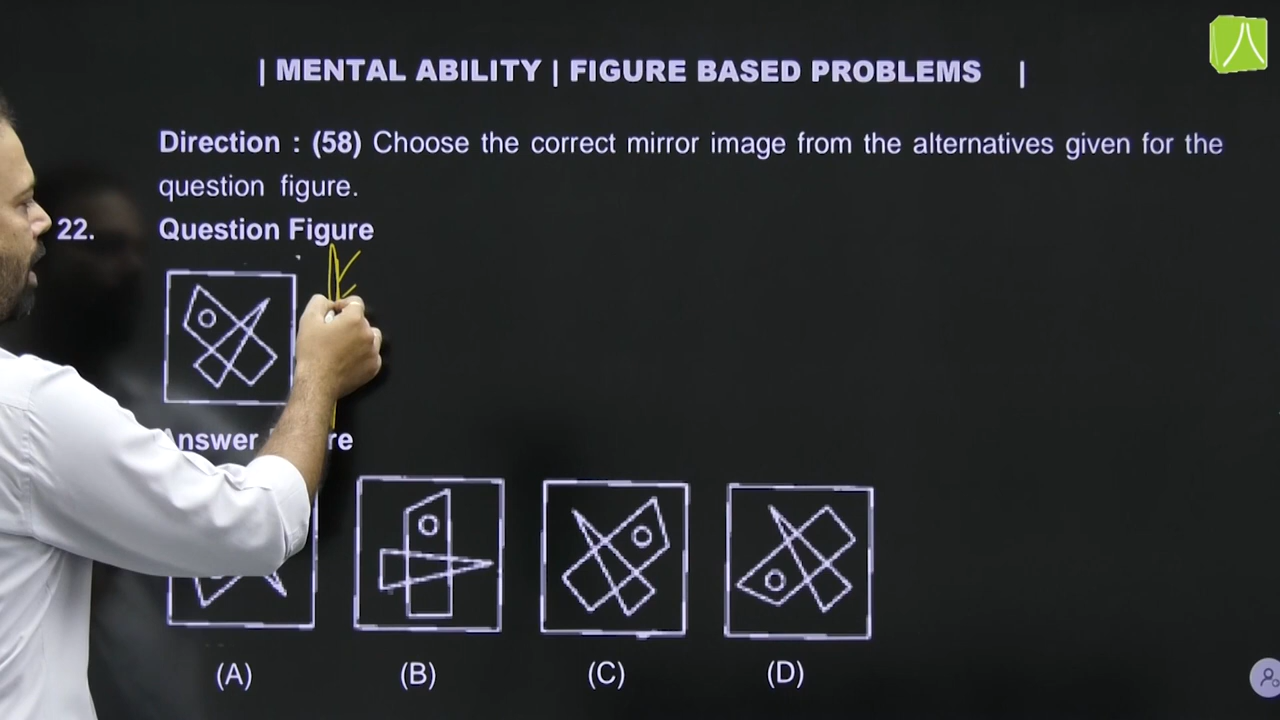 | MENTAL ABILITY | FIGURE BASED PROBLEMS |
Direction : (58) Choose the correct mirror image from the alternatives given for the
question figure.
22. Question Figure
(A) (B) (C) (D)